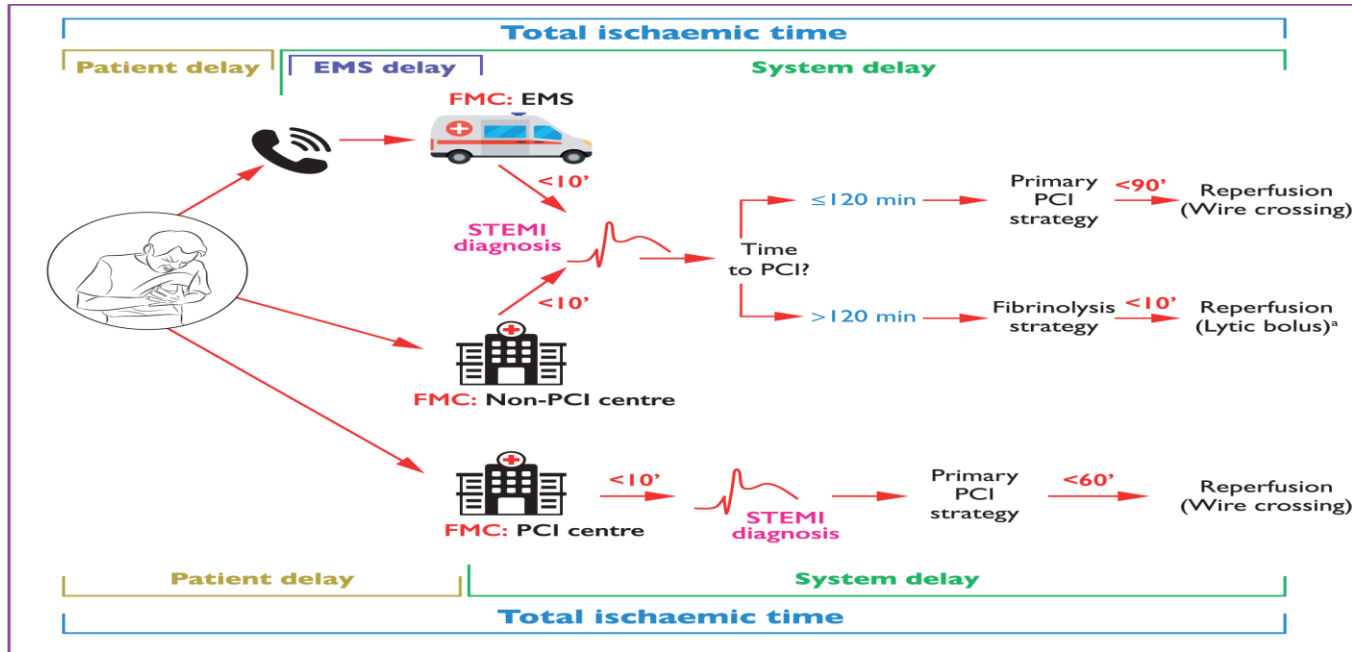 Total ischaemic time
Patient delay
EMS delay
System delay
FMC: EMS
<10'
STEMI
diagnosis
<10'
Time
to PCI?
≤120 min
Primary
PCI
strategy
<90'
Reperfusion
(Wire crossing)
>120 min
Fibrinolysis
strategy
<10'
Reperfusion
(Lytic bolus)ª
FMC: Non-PCI centre
FMC: PCI centre
<10'
STEMI
diagnosis
Primary
PCI
strategy
<60'
Reperfusion
(Wire crossing)
Patient delay
System delay
Total ischaemic time